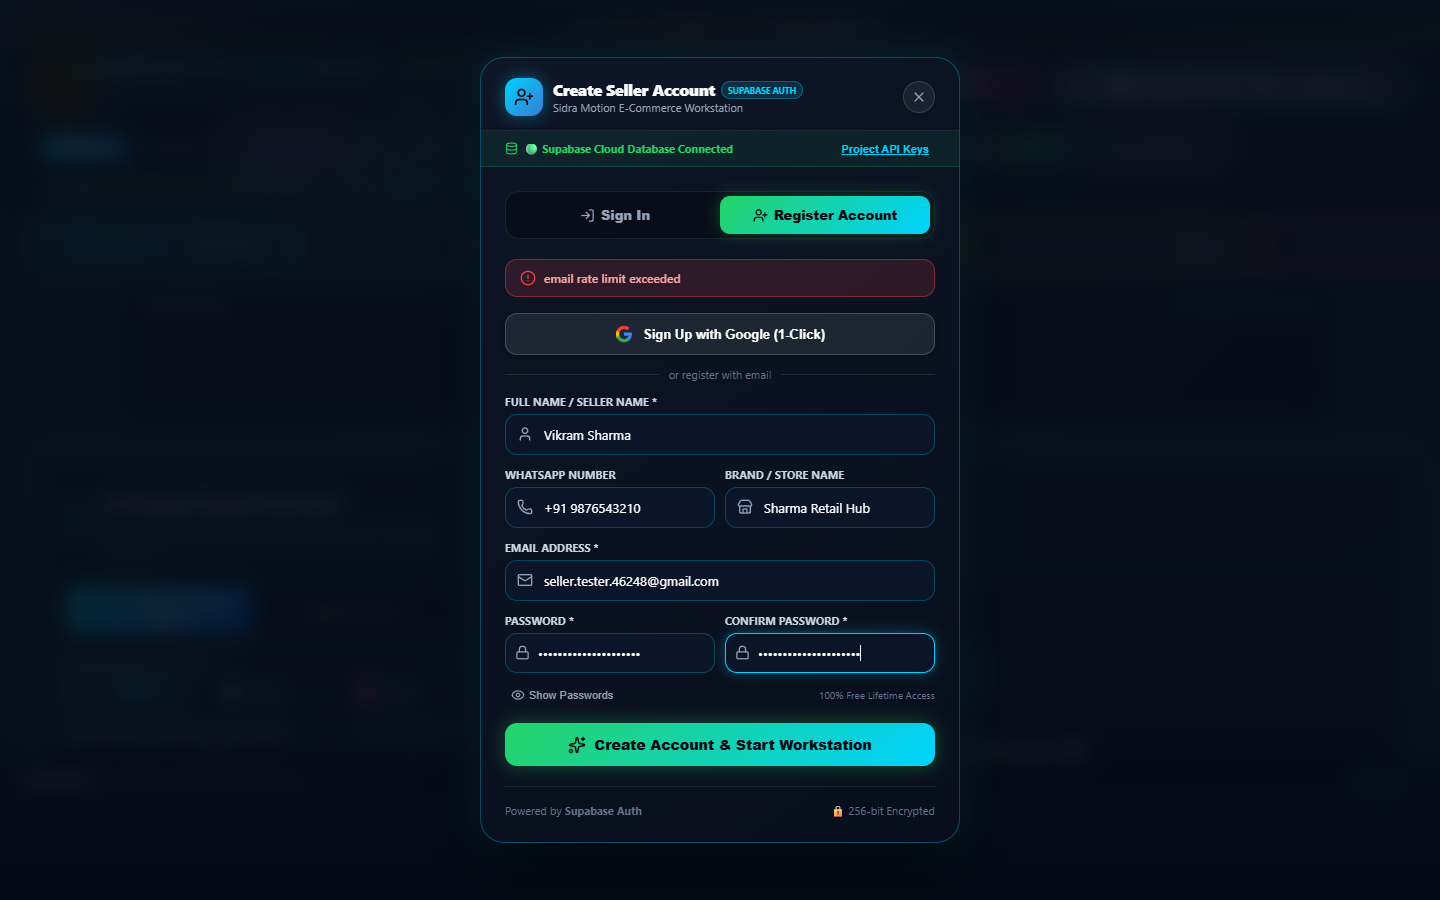 Create Seller Account SUPABASE AUTH
Sidra Motion E-Commerce Workstation
Supabase Cloud Database Connected Project API Keys
Sign In Register Account
email rate limit exceeded
Sign Up with Google (1-Click)
or register with email
FULL NAME / SELLER NAME *
Vikram Sharma
WHATSAPP NUMBER BRAND / STORE NAME
+91 9876543210 Sharma Retail Hub
EMAIL ADDRESS *
seller.tester.46248@gmail.com
PASSWORD * CONFIRM PASSWORD *
Show Passwords 100% Free Lifetime Access
Create Account & Start Workstation
Powered by Supabase Auth 256-bit Encrypted